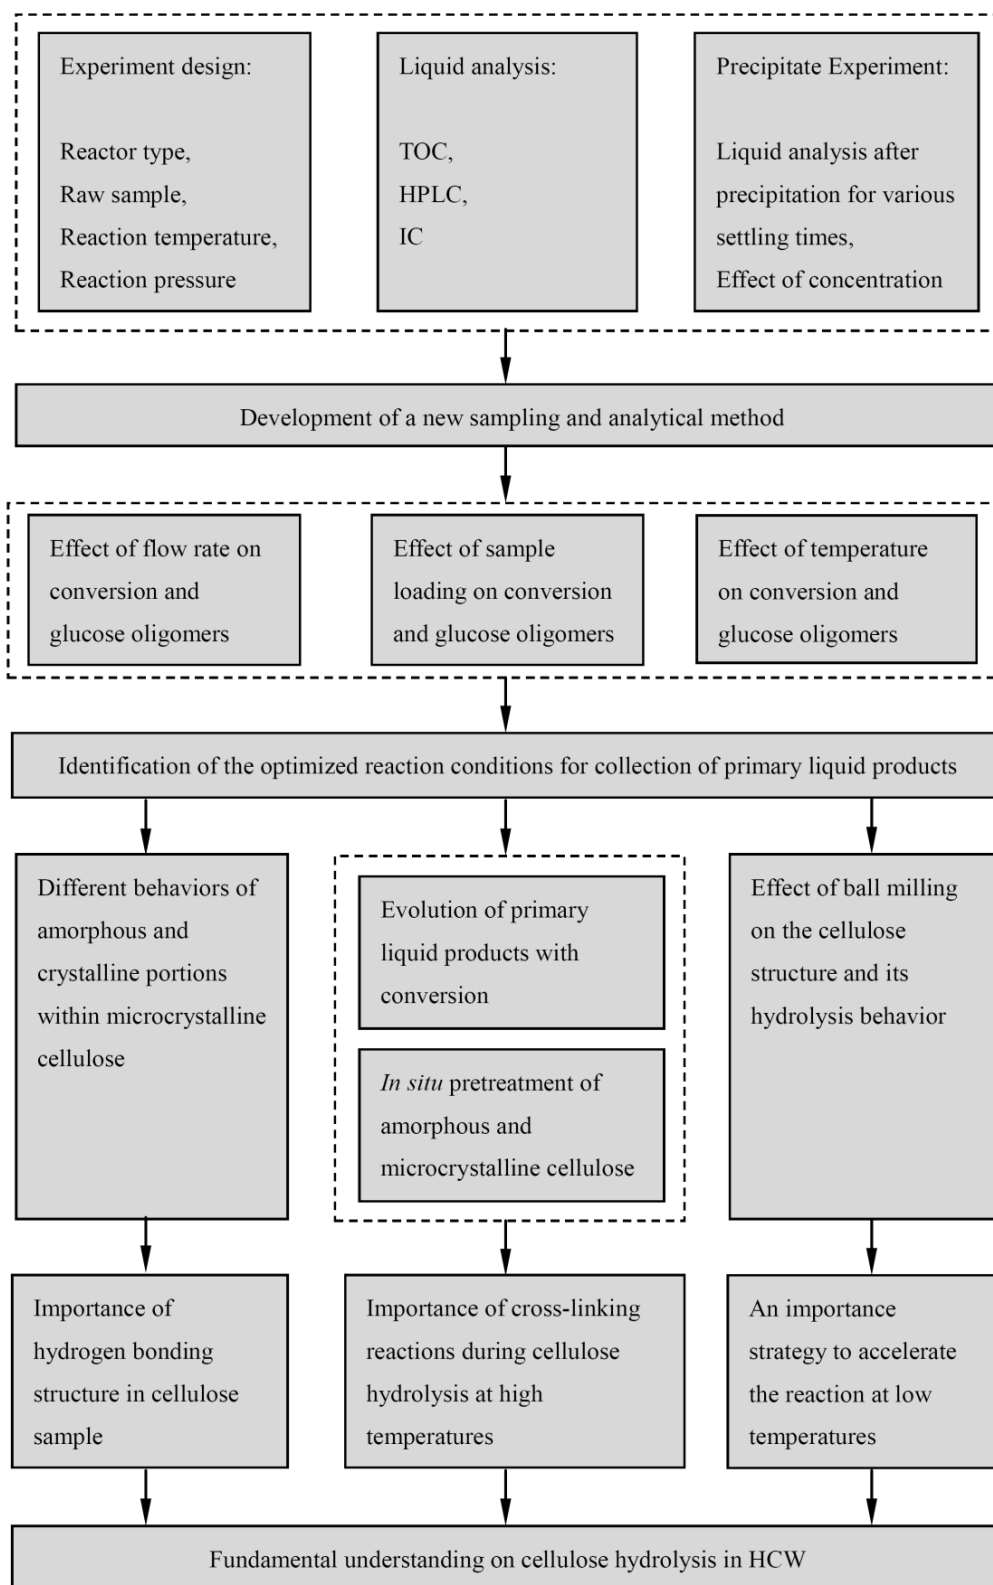 Experiment design:
Reactor type,
Raw sample,
Reaction temperature,
Reaction pressure
Liquid analysis:
TOC,
HPLC,
IC
Precipitate Experiment:
Liquid analysis after
precipitation for various
settling times,
Effect of concentration
Development of a new sampling and analytical method
Effect of flow rate on
conversion and
glucose oligomers
Effect of sample
loading on conversion
and glucose oligomers
Effect of temperature
on conversion and
glucose oligomers
Identification of the optimized reaction conditions for collection of primary liquid products
Different behaviors of
amorphous and
crystalline portions
within microcrystalline
cellulose
Evolution of primary
liquid products with
conversion
In situ pretreatment of
amorphous and
microcrystalline cellulose
Effect of ball milling
on the cellulose
structure and its
hydrolysis behavior
Importance of
hydrogen bonding
structure in cellulose
sample
Importance of cross-linking
reactions during cellulose
hydrolysis at high
temperatures
An importance
strategy to accelerate
the reaction at low
temperatures
Fundamental understanding on cellulose hydrolysis in HCW